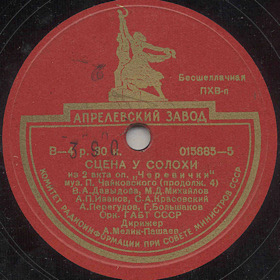 Бесшеллачная
ПХВ-п
АПРЕЛЕВСКИЙ ЗАВОД
В—4 р. 30 к. 015685—5
СЦЕНА У СОЛОХИ
из 2 акта оп. „Черевички"
муз. П. Чайковского (продолж. 4)
В.А.Давыдова, М.Д.Михайлов
А.П.Иванов, С.А.Красовский
А.Перегудов, Г.Большаков
Орк. ГАБТ СССР
Дирижер
А.Мелик-Пашаев
КОМИТЕТ РАДИОИНФОРМАЦИИ ПРИ СОВЕТЕ МИНИСТРОВ СССР